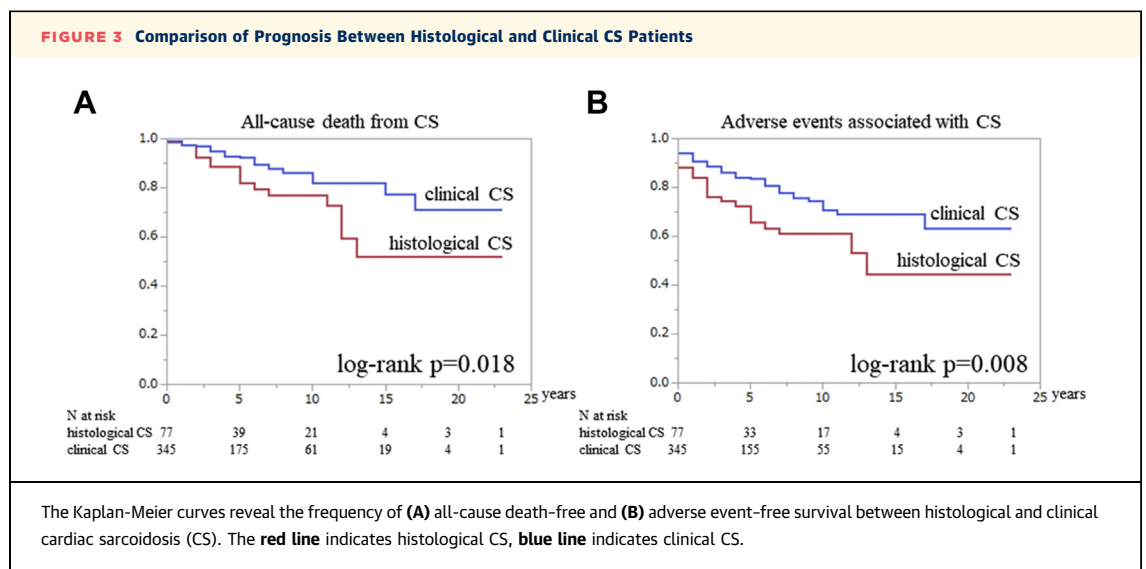 FIGURE 3 Comparison of Prognosis Between Histological and Clinical CS Patients
A
All-cause death from CS
1.0
0.8
0.6
0.4
0.2
0.0
clinical CS
histological CS
log-rank p=0.018
0 5 10 15 20 25 years
N at risk
histological CS 77 39 21 4 3 1
clinical CS 345 175 61 19 4 1
B
Adverse events associated with CS
1.0
0.8
0.6
0.4
0.2
0.0
clinical CS
histological CS
log-rank p=0.008
0 5 10 15 20 25 years
N at risk
histological CS 77 33 17 4 3 1
clinical CS 345 155 55 15 4 1
The Kaplan-Meier curves reveal the frequency of (A) all-cause death–free and (B) adverse event–free survival between histological and clinical
cardiac sarcoidosis (CS). The red line indicates histological CS, blue line indicates clinical CS.